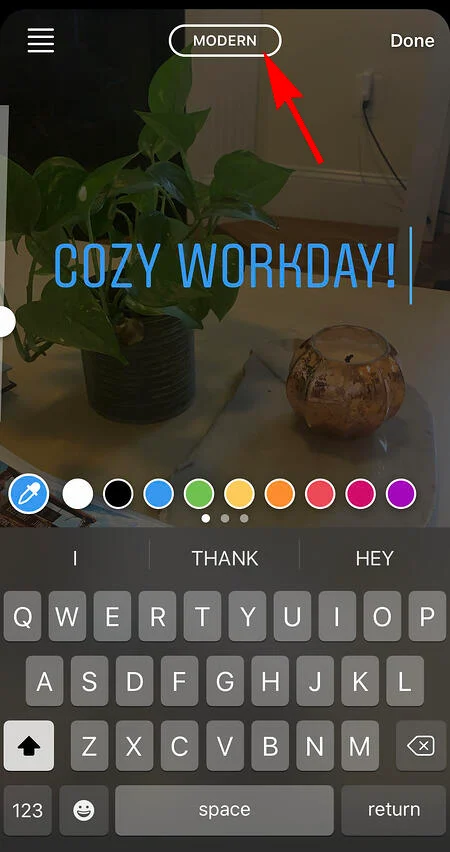 MODERN
Done
COZY WORKDAY!
I
THANK
HEY
Q W E R T Y U I O P
A S D F G H J K L
Z X C V B N M
123
space
return